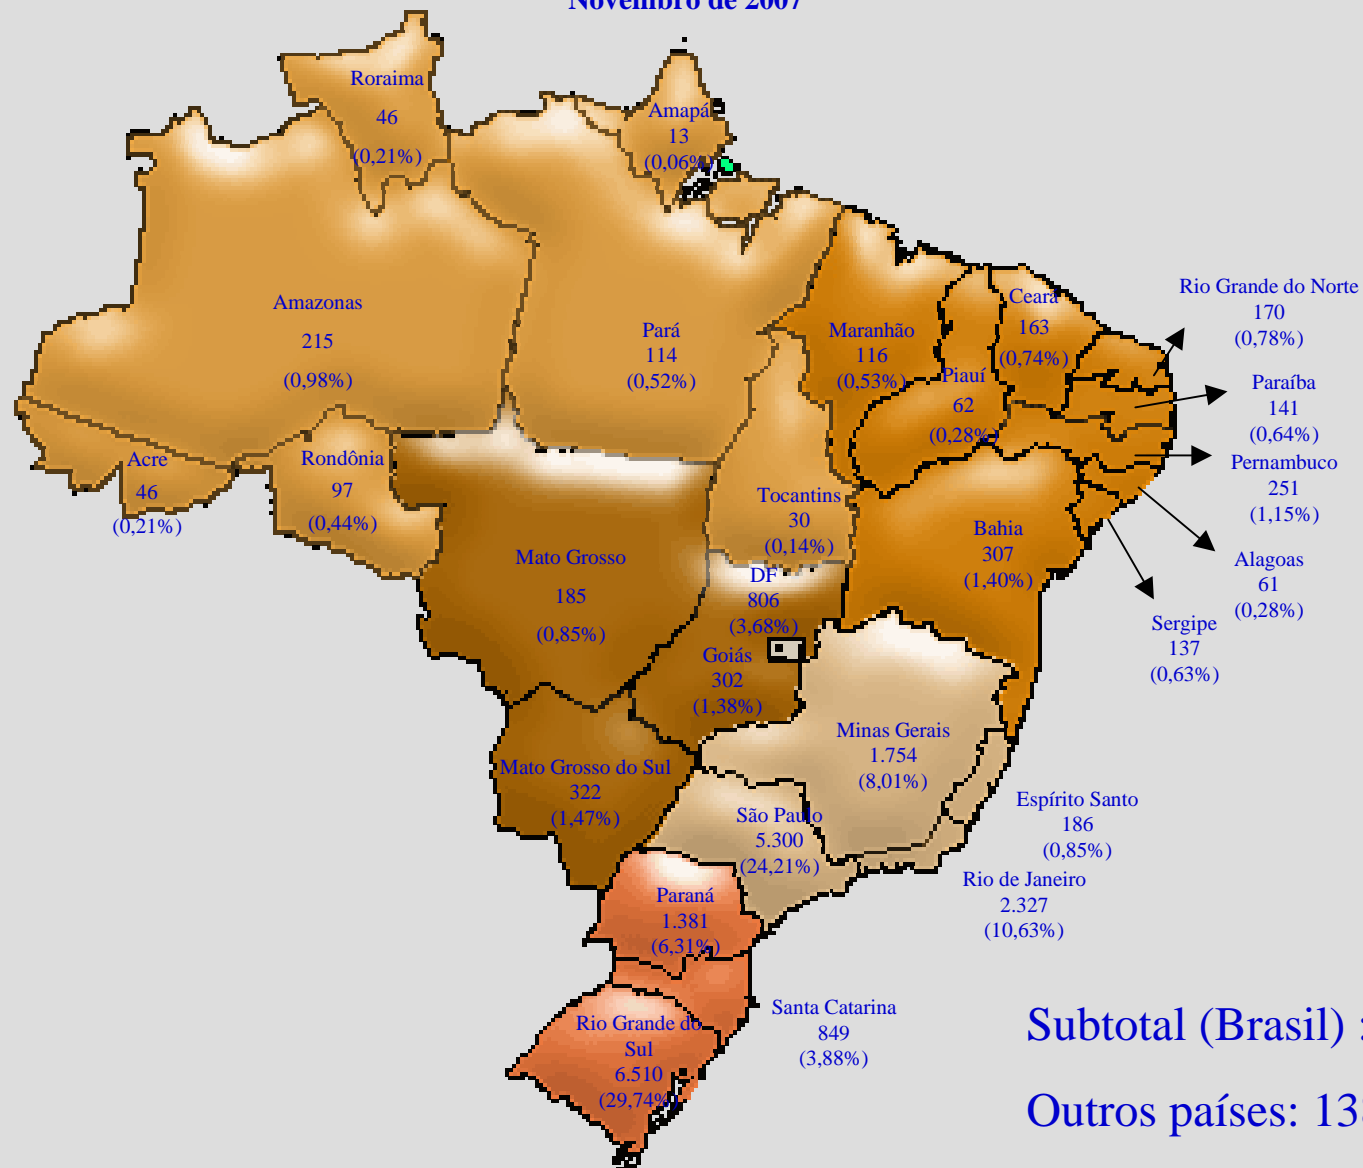 Novembro de 2007
Roraima
46
(0,21%)
Amapá
13
(0,06%)
Amazonas
215
(0,98%)
Pará
114
(0,52%)
Maranhão
116
(0,53%)
Piauí
62
(0,28%)
Ceará
163
(0,74%)
Rio Grande do Norte
170
(0,78%)
Paraíba
141
(0,64%)
Pernambuco
251
(1,15%)
Alagoas
61
(0,28%)
Sergipe
137
(0,63%)
Acre
46
(0,21%)
Rondônia
97
(0,44%)
Tocantins
30
(0,14%)
Bahia
307
(1,40%)
Mato Grosso
185
(0,85%)
DF
806
(3,68%)
Goiás
302
(1,38%)
Mato Grosso do Sul
322
(1,47%)
Minas Gerais
1.754
(8,01%)
Espírito Santo
186
(0,85%)
São Paulo
5.300
(24,21%)
Rio de Janeiro
2.327
(10,63%)
Paraná
1.381
(6,31%)
Santa Catarina
849
(3,88%)
Rio Grande do
Sul
6.510
(29,74%)
Subtotal (Brasil) :
Outros países: